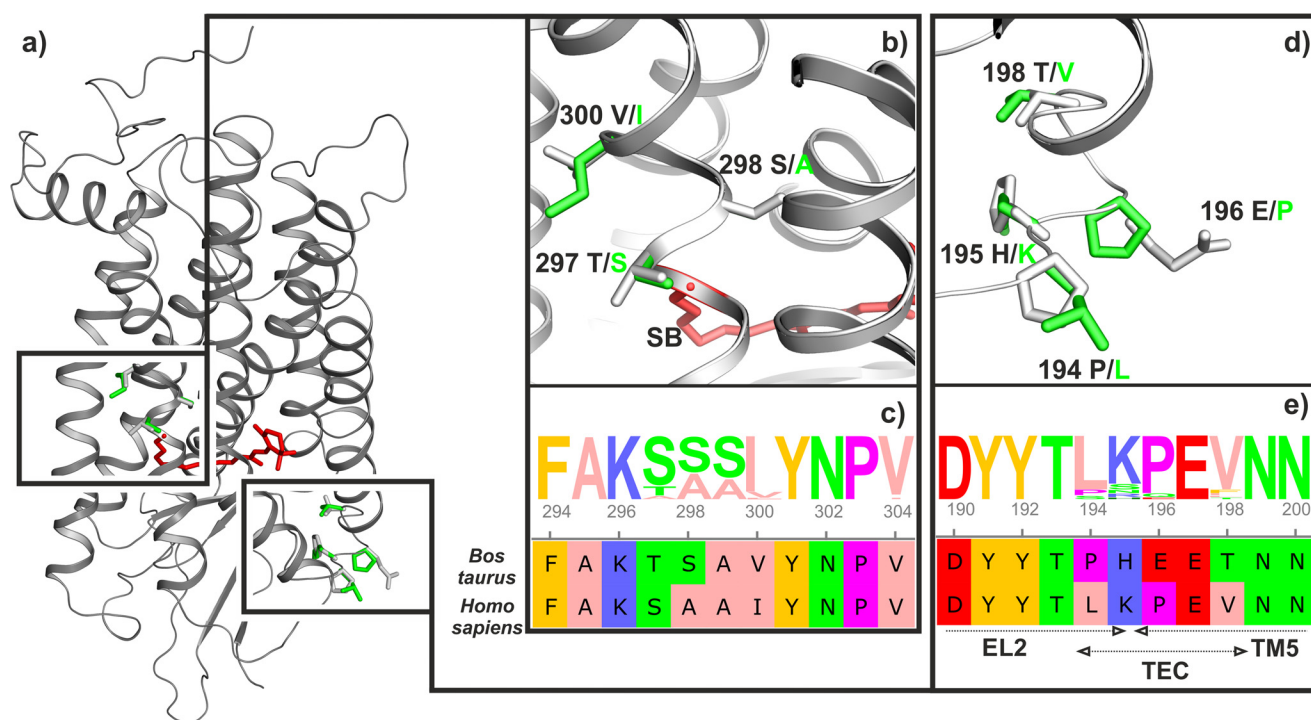 a)
b)
300 V/I
298 S/A
297 T/S
SB
d)
198 T/V
196 E/P
195 H/K
194 P/L
c)
FAKSSSLYNPV
TAAV
294 296 298 300 302 304
Bos taurus F A K T S A V Y N P V
Homo sapiens F A K S A A I Y N P V
e)
DYYTLKPEVNN
190 192 194 196 198 200
D Y Y T P H E E T N N
D Y Y T L K P E V N N
EL2
TEC
TM5